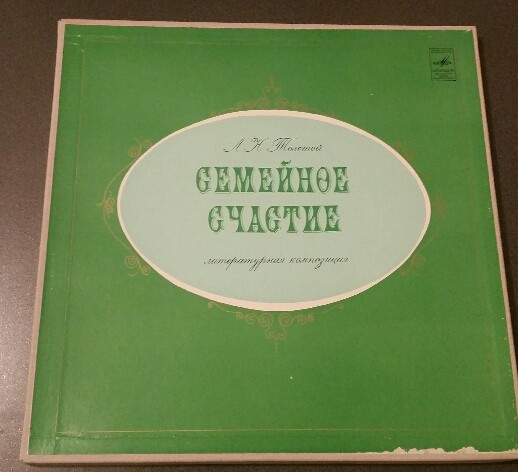 Л. Н. Толстой
СЕМЕЙНОЕ
СЧАСТИЕ
литературная композиция